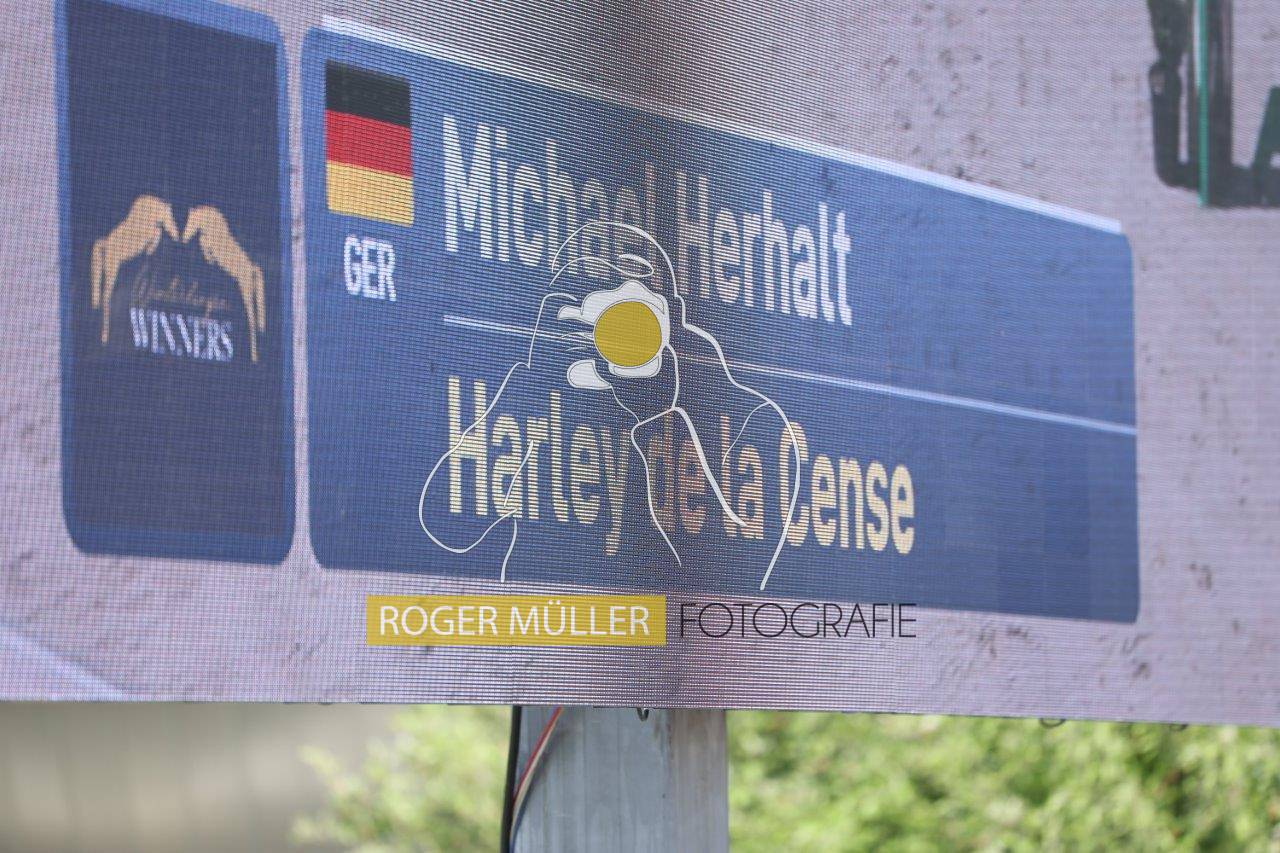 Michael Herhalt
GER
WINNERS
Harley de la Cense
ROGER MÜLLER FOTOGRAFIE